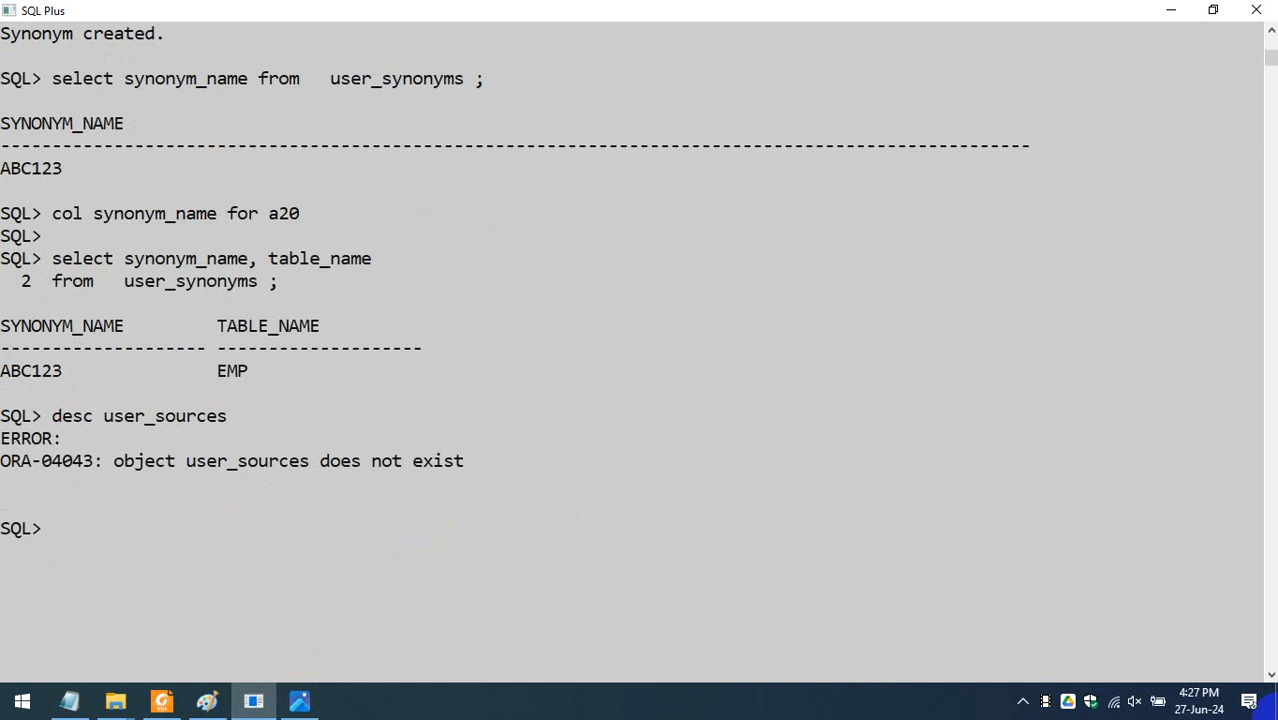 SQL Plus
Synonym created.
SQL> select synonym_name from   user_synonyms ;
SYNONYM_NAME
----------------------------------------------------------------------------------------------------
ABC123
SQL> col synonym_name for a20
SQL>
SQL> select synonym_name, table_name
  2  from   user_synonyms ;
SYNONYM_NAME         TABLE_NAME
-------------------- --------------------
ABC123               EMP
SQL> desc user_sources
ERROR:
ORA-04043: object user_sources does not exist
SQL>
PDF
4:27 PM
27-Jun-24